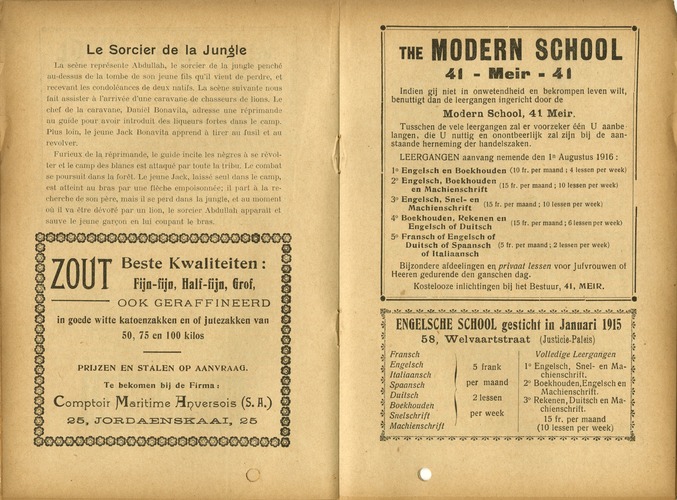 Le Sorcier de la Jungle
La scène représente Abdullah, le sorcier de la jungle penché
au-dessus de la tombe de son jeune fils qu'il vient de perdre, et
recevant les condoléances de deux natifs. La scène suivante nous
fait assister à l'arrivée d'une caravane de chasseurs de lions. Le
chef de la caravane, Daniël Bonavita, adresse une réprimande
au guide pour avoir introduit des liqueurs fortes dans le camp.
Plus loin, le jeune Jack Bonavita apprend à tirer au fusil et au
revolver.
Furieux de la réprimande, le guide incite les nègres à se révol-
ter et le camp des blancs est attaqué par toute la tribu. Le combat
se poursuit dans la forêt. Le jeune Jack, laissé seul dans le camp,
est atteint au bras par une flèche empoisonnée; il part à la re-
cherche de son père, mais il se perd dans la jungle, et au moment
où il va être dévoré par un lion, le sorcier Abdullah apparaît et
sauve le jeune garçon en lui coupant le bras.
ZOUT Beste Kwaliteiten :
Fijn-fijn, Half-fijn, Grof,
OOK GERAFFINEERD
in goede witte katoenzakken en of jutezakken van
50, 75 en 100 kilos
PRIJZEN EN STALEN OP AANVRAAG.
Te bekomen bij de Firma :
Comptoir Maritime Anversois (S. A.)
25, JORDAENSKAAI, 25
THE MODERN SCHOOL
41 - Meir - 41
Indien gij niet in onwetendheid en bekrompen leven wilt,
benuttigt dan de leergangen ingericht door de
Modern School, 41 Meir.
Tusschen de vele leergangen zal er voorzeker één U aanbe
langen, die U nuttig en onontbeerlijk zal zijn bij de aan-
staande herneming der handelszaken.
LEERGANGEN aanvang nemende den 1ⁿ Augustus 1916 :
1º Engelsch en Boekhouden (10 fr. per maand ; 4 lessen per week)
2º Engelsch, Boekhouden
en Machienschrift (15 fr. per maand ; 10 lessen per week)
3º Engelsch, Snel- en
Machienschrift (15 fr. per maand ; 10 lessen per week)
4º Boekhouden, Rekenen en
Engelsch of Duitsch (15 fr. per maand ; 6 lessen per week)
5º Fransch of Engelsch of
Duitsch of Spaansch (5 fr. per maand ; 2 lessen per week)
of Italiaansch
Bijzondere afdeelingen en privaat lessen voor Jufvrouwen of
Heeren gedurende den ganschen dag.
Kostelooze inlichtingen bij het Bestuur, 41, MEIR.
ENGELSCHE SCHOOL gesticht in Januari 1915
58, Welvaartstraat (Justicie-Paleis)
Fransch
Engelsch
Italiaansch
Spaansch
Duitsch
Boekhouden
Snelschrift
Machienschrift
5 frank
per maand
2 lessen
per week
Volledige Leergangen
1º Engelsch, Snel- en Ma-
chienschrift.
2º Boekhouden, Engelsch en
Machienschrift.
3º Rekenen, Duitsch en Ma-
chienschrift.
15 fr. per maand
(10 lessen per week)